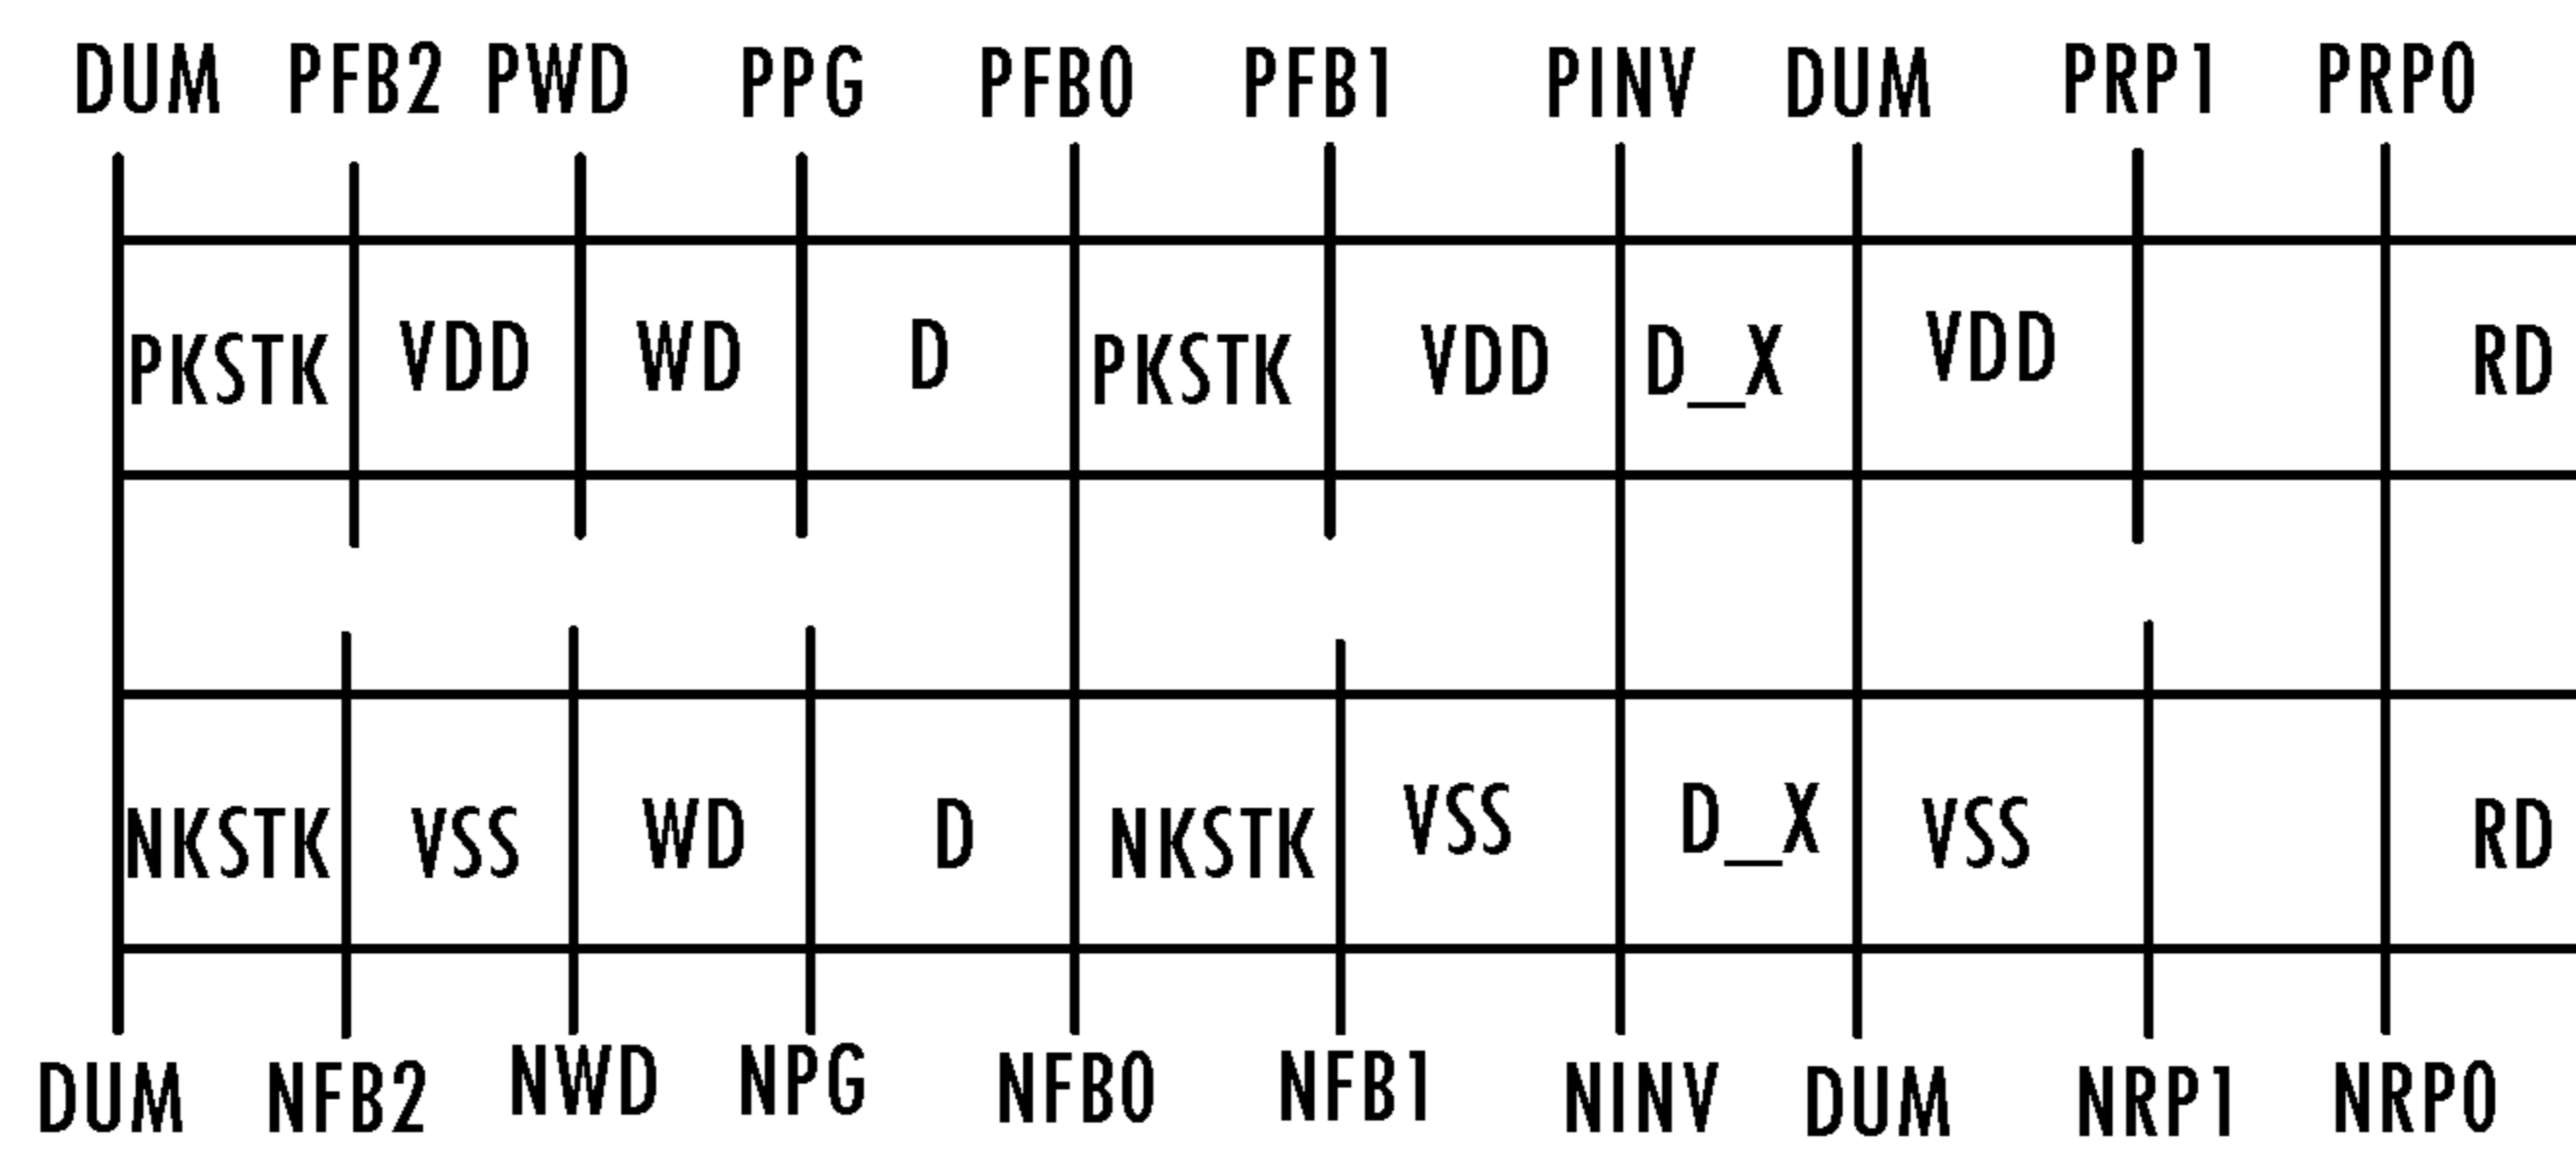 DUM PFB2 PWD PPG PFB0 PFB1 PINV DUM PRP1 PRP0
PKSTK VDD WD D PKSTK VDD D_X VDD RD
NKSTK VSS WD D NKSTK VSS D_X VSS RD
DUM NFB2 NWD NPG NFB0 NFB1 NINV DUM NRP1 NRP0